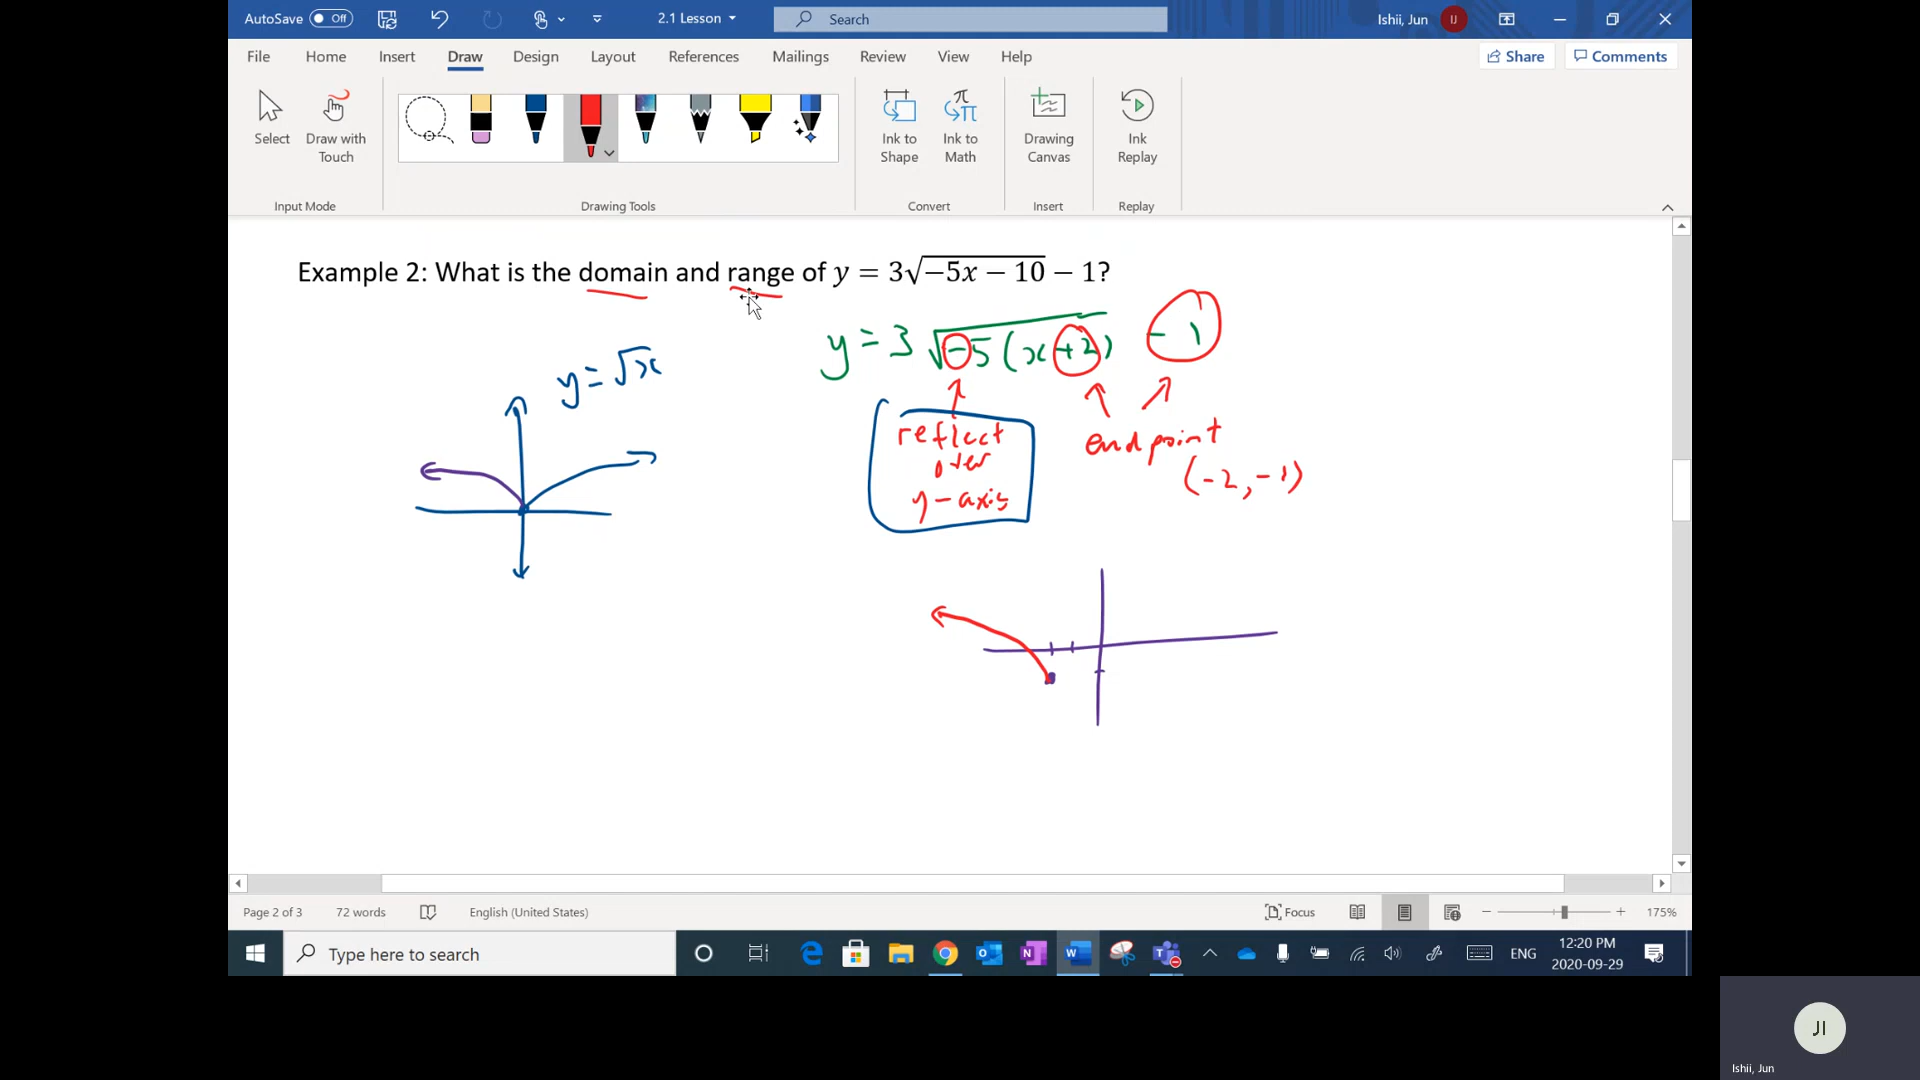 AutoSave Off 2.1 Lesson Search Ishii, Jun IJ
File Home Insert Draw Design Layout References Mailings Review View Help Share Comments
Select
Draw with Touch
Ink to Shape
Ink to Math
Drawing Canvas
Ink Replay
Input Mode Drawing Tools Convert Insert Replay
Example 2: What is the domain and range of y = 3√−5x − 10 − 1?
y = 3 √-5(x+2) - 1
y = √x
reflect
over
y-axis
endpoint
(-2, -1)
Page 2 of 3 72 words English (United States) Focus 175%
Type here to search ENG 12:20 PM
2020-09-29
JI
Ishii, Jun